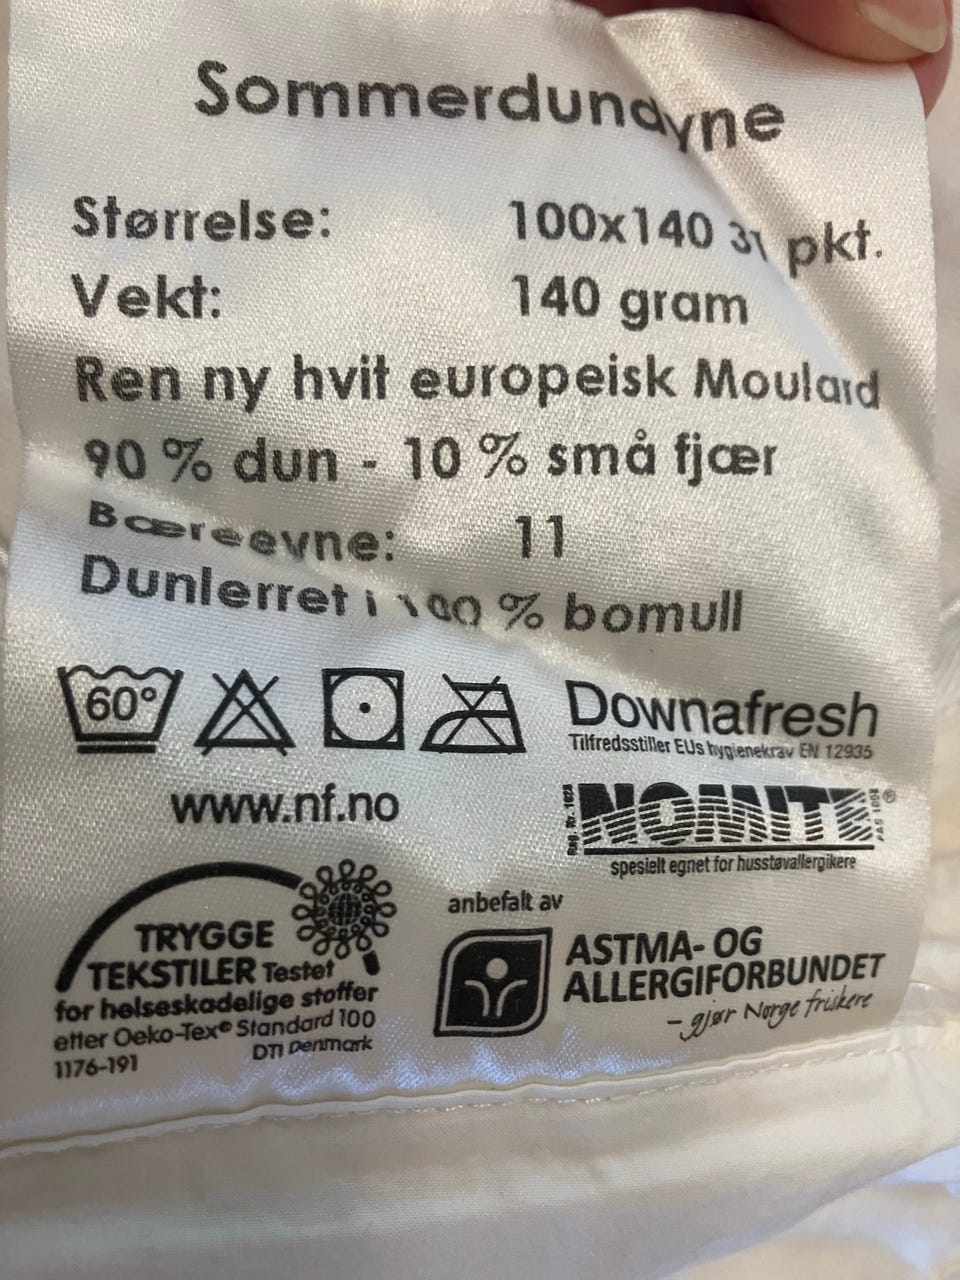 Sommerdundyne
Størrelse: 100x140 pkt.
Vekt: 140 gram
Ren ny hvit europeisk Moulard
90 % dun - 10 % små fjær
Bæreevne: 11
Dunlerret i 100 % bomull
60°
Downafresh
Tilfredsstiller EUs hygienekrav EN 12935
www.nf.no
Reg. Nr. 1028 NOMITE ®
spesielt egnet for husstøvallergikere
TRYGGE
TEKSTILER Testet
for helseskadelige stoffer
etter Oeko-Tex® Standard 100
DTI Denmark
1176-191
anbefalt av
ASTMA- OG
ALLERGIFORBUNDET
- gjør Norge friskere